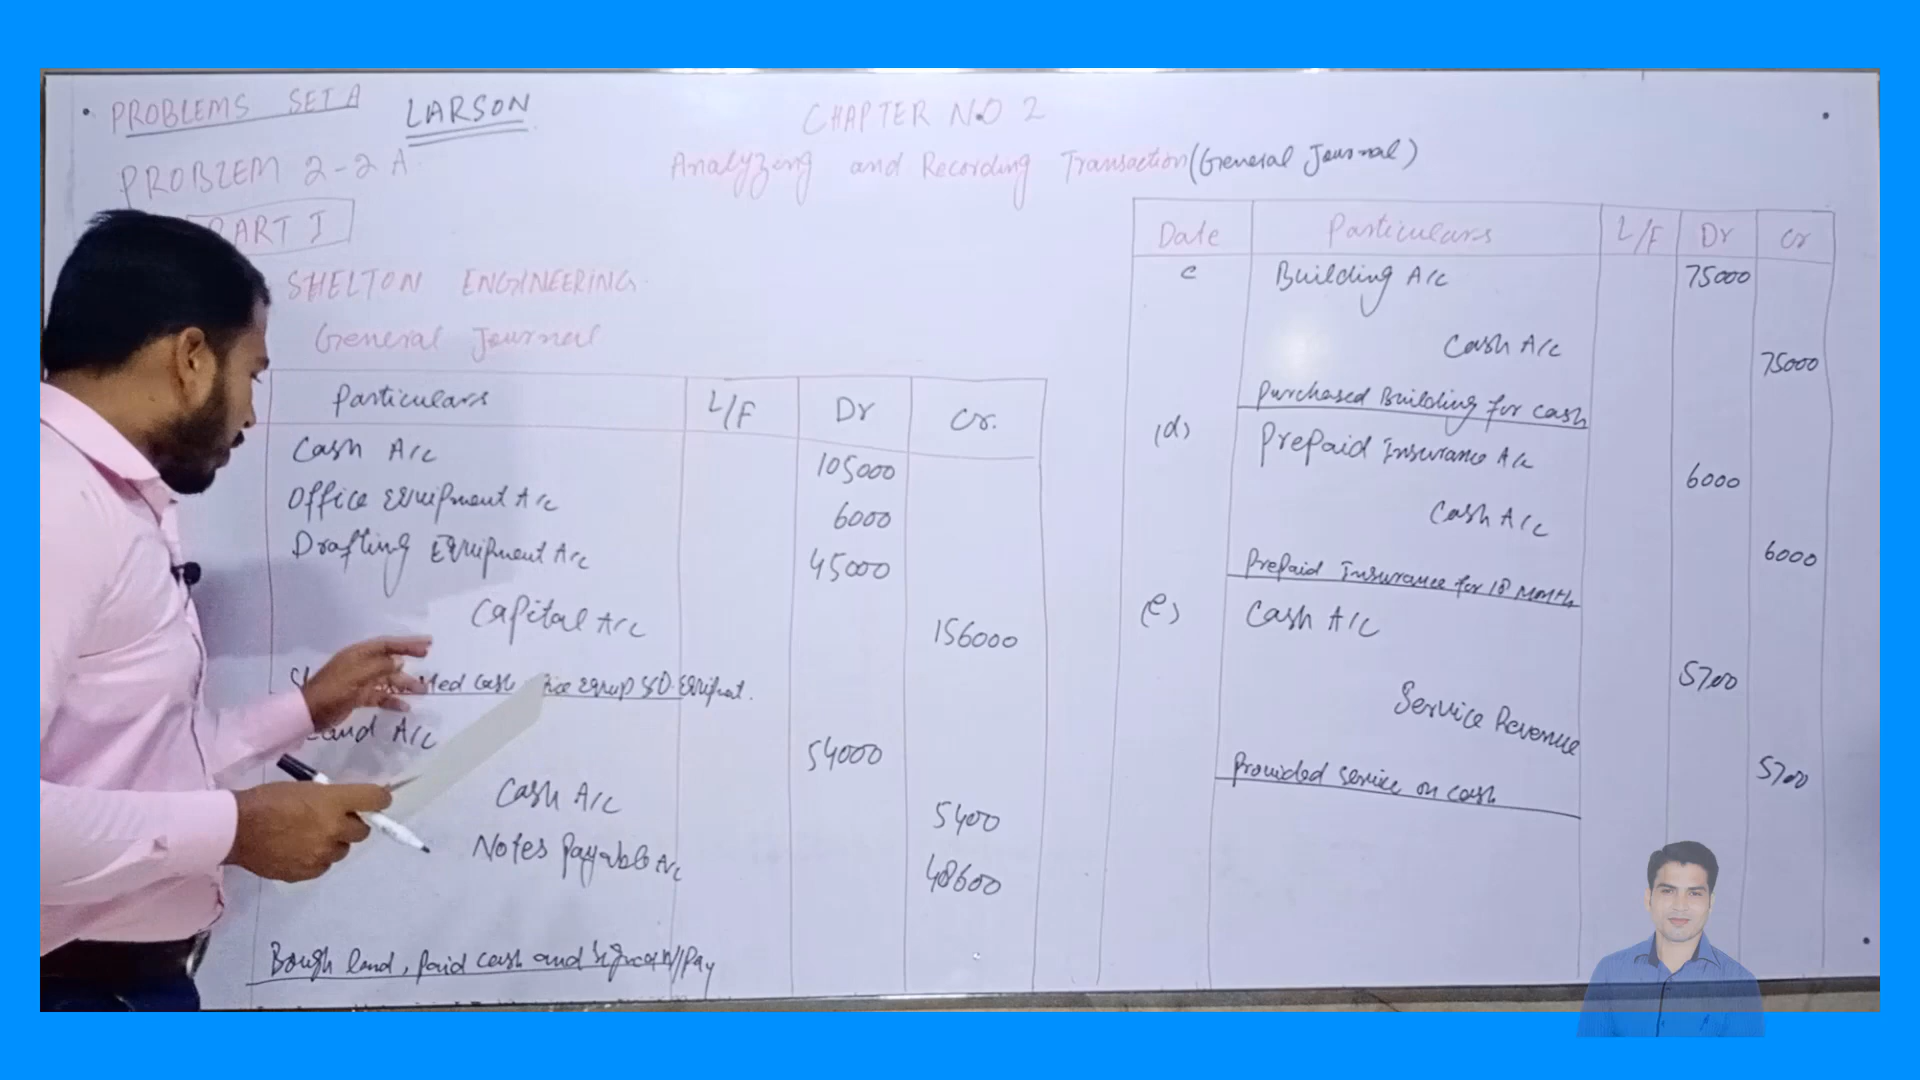 PROBLEMS SET A LARSON
PROBLEM 2-2 A
PART I
CHAPTER NO 2
Analyzing and Recording Transaction (General Journal)
SHELTON ENGINEERING
General Journal
Particulars L/F Dr Cr.
Cash A/c 105000
Office Equipment A/c 6000
Drafting Equipment A/c 45000
Capital A/c 156000
cash
Land A/c 54000
Cash A/c 5400
Notes Payable A/c 48600
Bough land, paid cash and N/Pay
Date Particulars L/F Dr Cr
c Building A/c 75000
Cash A/c 75000
Purchased Building for cash
(d) Prepaid Insurance A/c 6000
Cash A/c 6000
Prepaid Insurance for 18 Months
(e) Cash A/c 5700
Service Revenue 5700
Provided service on cash